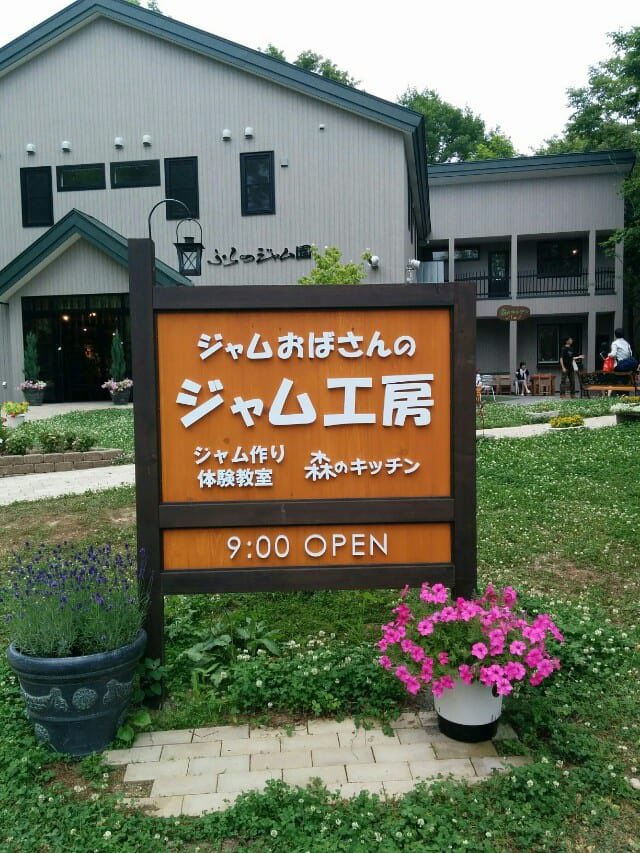 ふらのジャム園
ジャムおばさんの
ジャム工房
ジャム作り
体験教室
森のキッチン
9:00 OPEN